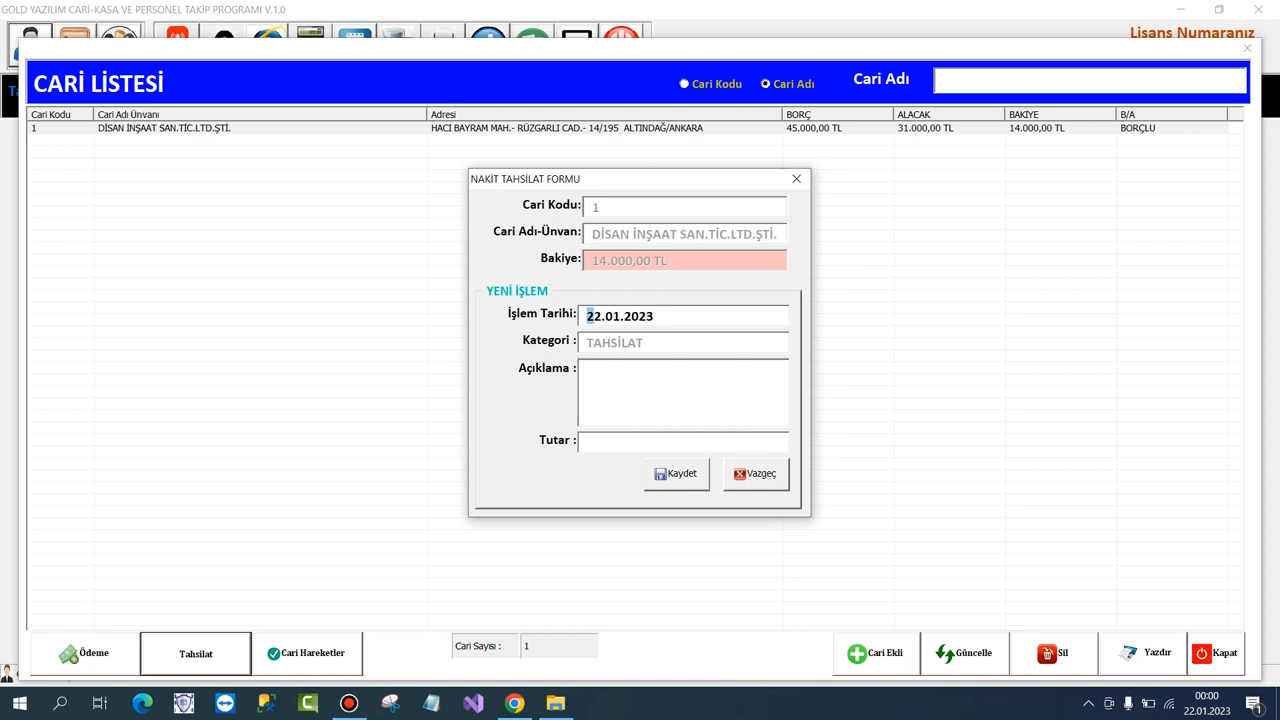 GOLD YAZILIM CARİ-KASA VE PERSONEL TAKİP PROGRAMI V.1.0
Lisans Numaranız
CARİ LİSTESİ
Cari Kodu
Cari Adı
Cari Adı
Cari Kodu Cari Adı Ünvanı Adresi BORÇ ALACAK BAKİYE B/A
1 DİSAN İNŞAAT SAN.TİC.LTD.ŞTİ. HACI BAYRAM MAH.- RÜZGARLI CAD.- 14/195 ALTINDAĞ/ANKARA 45.000,00 TL 31.000,00 TL 14.000,00 TL BORÇLU
NAKİT TAHSİLAT FORMU
Cari Kodu: 1
Cari Adı-Ünvan: DİSAN İNŞAAT SAN.TİC.LTD.ŞTİ.
Bakiye: 14.000,00 TL
YENİ İŞLEM
İşlem Tarihi: 22.01.2023
Kategori : TAHSİLAT
Açıklama :
Tutar :
Kaydet Vazgeç
Ödeme Tahsilat Cari Hareketler Cari Sayısı : 1 Cari Ekli Güncelle Sil Yazdır Kapat
00:00
22.01.2023
1